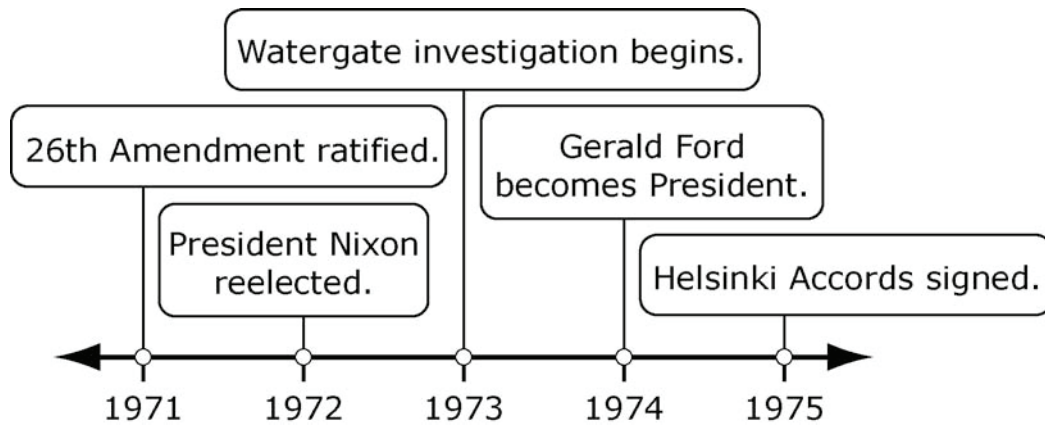 Watergate investigation begins.
26th Amendment ratified.
Gerald Ford
becomes President.
President Nixon
reelected.
Helsinki Accords signed.
1971
1972
1973
1974
1975